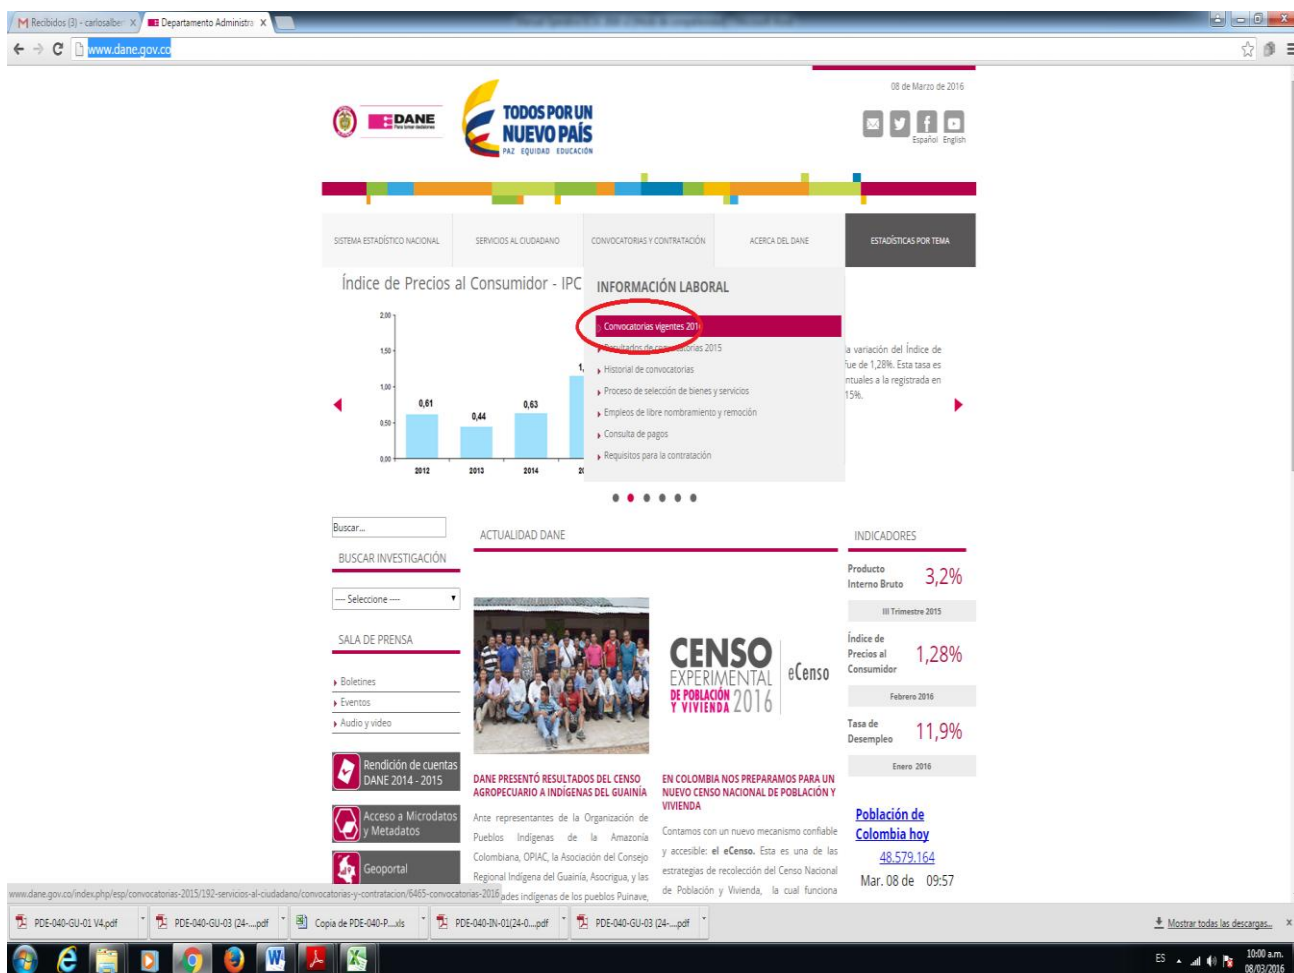 Recibidos (3) - carlosalber
Departamento Administra
www.dane.gov.co
08 de Marzo de 2016
DANE
Para tomar decisiones
TODOS POR UN
NUEVO PAÍS
PAZ EQUIDAD EDUCACIÓN
Español English
SISTEMA ESTADÍSTICO NACIONAL
SERVICIOS AL CIUDADANO
CONVOCATORIAS Y CONTRATACIÓN
ACERCA DEL DANE
ESTADÍSTICAS POR TEMA
Índice de Precios al Consumidor - IPC
2,00
1,50
1,00
0,50
0,00
0,61
0,44
0,63
1,
2012
2013
2014
20
INFORMACIÓN LABORAL
Convocatorias vigentes 2016
Resultados de convocatorias 2015
Historial de convocatorias
Proceso de selección de bienes y servicios
Empleos de libre nombramiento y remoción
Consulta de pagos
Requisitos para la contratación
a variación del Índice de
fue de 1,28%. Esta tasa es
ntuales a la registrada en
15%.
Buscar...
BUSCAR INVESTIGACIÓN
---- Seleccione ----
SALA DE PRENSA
Boletines
Eventos
Audio y video
Rendición de cuentas
DANE 2014 - 2015
Acceso a Microdatos
y Metadatos
Geoportal
ACTUALIDAD DANE
DANE PRESENTÓ RESULTADOS DEL CENSO
AGROPECUARIO A INDÍGENAS DEL GUAINÍA
Ante representantes de la Organización de
Pueblos Indígenas de la Amazonía
Colombiana, OPIAC, la Asociación del Consejo
Regional Indígena del Guainía, Asocrigua, y las
ades indígenas de los pueblos Puinave,
CENSO
EXPERIMENTAL
DE POBLACIÓN
Y VIVIENDA 2016
eCenso
EN COLOMBIA NOS PREPARAMOS PARA UN
NUEVO CENSO NACIONAL DE POBLACIÓN Y
VIVIENDA
Contamos con un nuevo mecanismo confiable
y accesible: el eCenso. Esta es una de las
estrategias de recolección del Censo Nacional
de Población y Vivienda, la cual funciona
INDICADORES
Producto
Interno Bruto
3,2%
III Trimestre 2015
Índice de
Precios al
Consumidor
1,28%
Febrero 2016
Tasa de
Desempleo
11,9%
Enero 2016
Población de
Colombia hoy
48.579.164
Mar. 08 de 09:57
www.dane.gov.co/index.php/esp/convocatorias-2015/192-servicios-al-ciudadano/convocatorias-y-contratacion/6465-convocatorias-2016
PDE-040-GU-01 V4.pdf
PDE-040-GU-03 (24-....pdf
Copia de PDE-040-P....xls
PDE-040-IN-01(24-0...pdf
PDE-040-GU-03 (24-....pdf
Mostrar todas las descargas...
ES
10:00 a.m.
08/03/2016